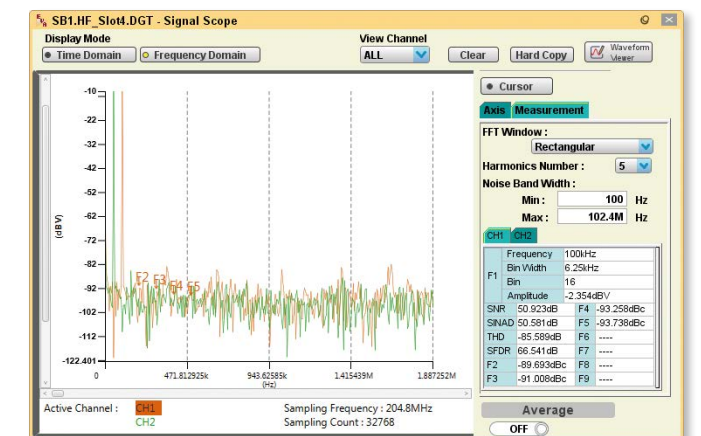 SB1.HF_Slot4.DGT - Signal Scope
Display Mode
Time Domain
Frequency Domain
View Channel
ALL
Clear
Hard Copy
Waveform
Viewer
-10
-22
-32
-42
-52
-62
-72
-82
-92
-102
-112
-122.401
(dBV)
F2 F3 F4 F5
0 471.812925k 943.62585k 1.415439M 1.887252M
(Hz)
Active Channel : CH1
CH2
Sampling Frequency : 204.8MHz
Sampling Count : 32768
Cursor
Axis Measurement
FFT Window :
Rectangular
Harmonics Number : 5
Noise Band Width :
Min : 100 Hz
Max : 102.4M Hz
CH1 CH2
F1
Frequency 100kHz
Bin Width 6.25kHz
Bin 16
Amplitude -2.354dBV
SNR 50.923dB F4 -93.258dBc
SINAD 50.581dB F5 -93.738dBc
THD -85.589dB F6 ----
SFDR 66.541dB F7 ----
F2 -89.693dBc F8 ----
F3 -91.008dBc F9 ----
Average
OFF